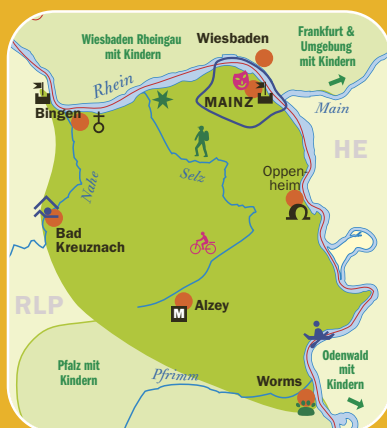 Wiesbaden Rheingau
mit Kindern
Wiesbaden
Frankfurt &
Umgebung
mit Kindern
Rhein
MAINZ
Main
Bingen
HE
Nahe
Selz
Oppen-
heim
Bad
Kreuznach
RLP
M
Alzey
Pfalz mit
Kindern
Pfrimm
Worms
Odenwald
mit
Kindern